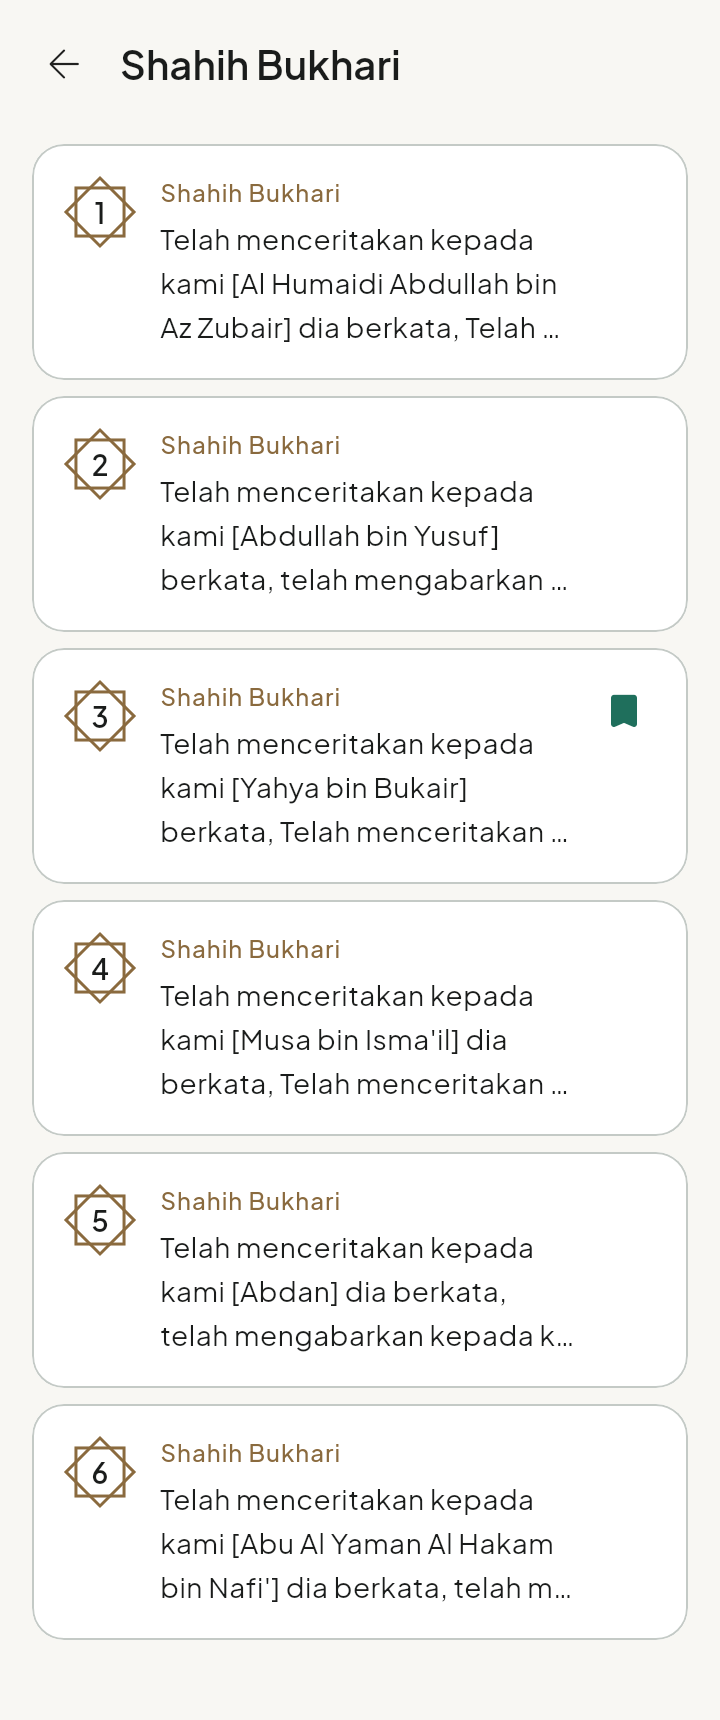 Shahih Bukhari
1
Shahih Bukhari
Telah menceritakan kepada
kami [Al Humaidi Abdullah bin
Az Zubair] dia berkata, Telah ...
2
Shahih Bukhari
Telah menceritakan kepada
kami [Abdullah bin Yusuf]
berkata, telah mengabarkan ...
3
Shahih Bukhari
Telah menceritakan kepada
kami [Yahya bin Bukair]
berkata, Telah menceritakan ...
4
Shahih Bukhari
Telah menceritakan kepada
kami [Musa bin Isma'il] dia
berkata, Telah menceritakan ...
5
Shahih Bukhari
Telah menceritakan kepada
kami [Abdan] dia berkata,
telah mengabarkan kepada k...
6
Shahih Bukhari
Telah menceritakan kepada
kami [Abu Al Yaman Al Hakam
bin Nafi'] dia berkata, telah m...